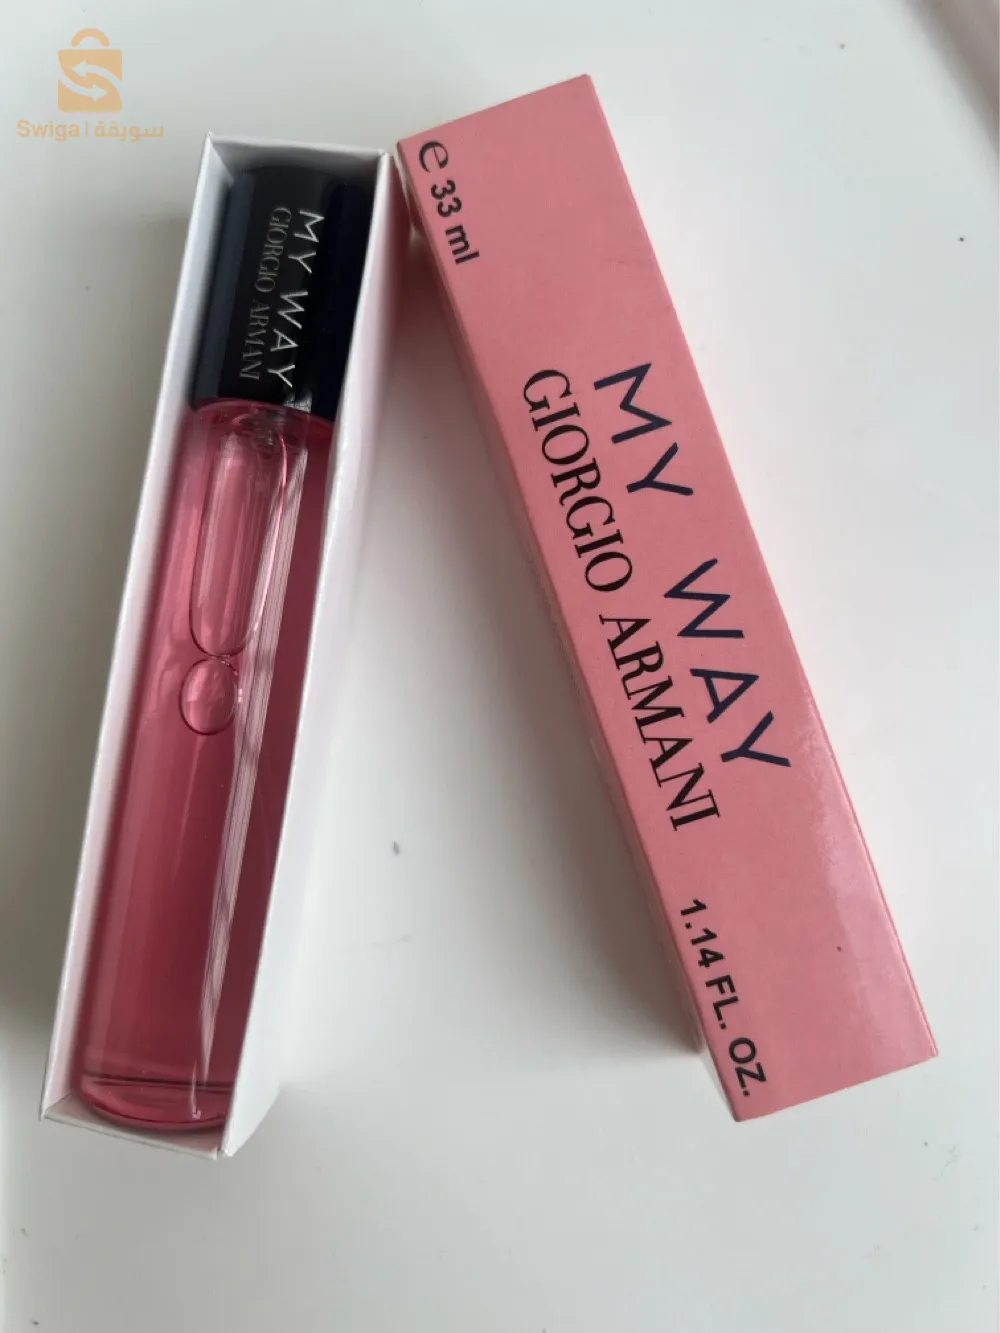 Swiga | سويقة
MY WAY
GIORGIO ARMANI
℮ 33 ml
MY WAY
GIORGIO ARMANI
1.14 FL. OZ.